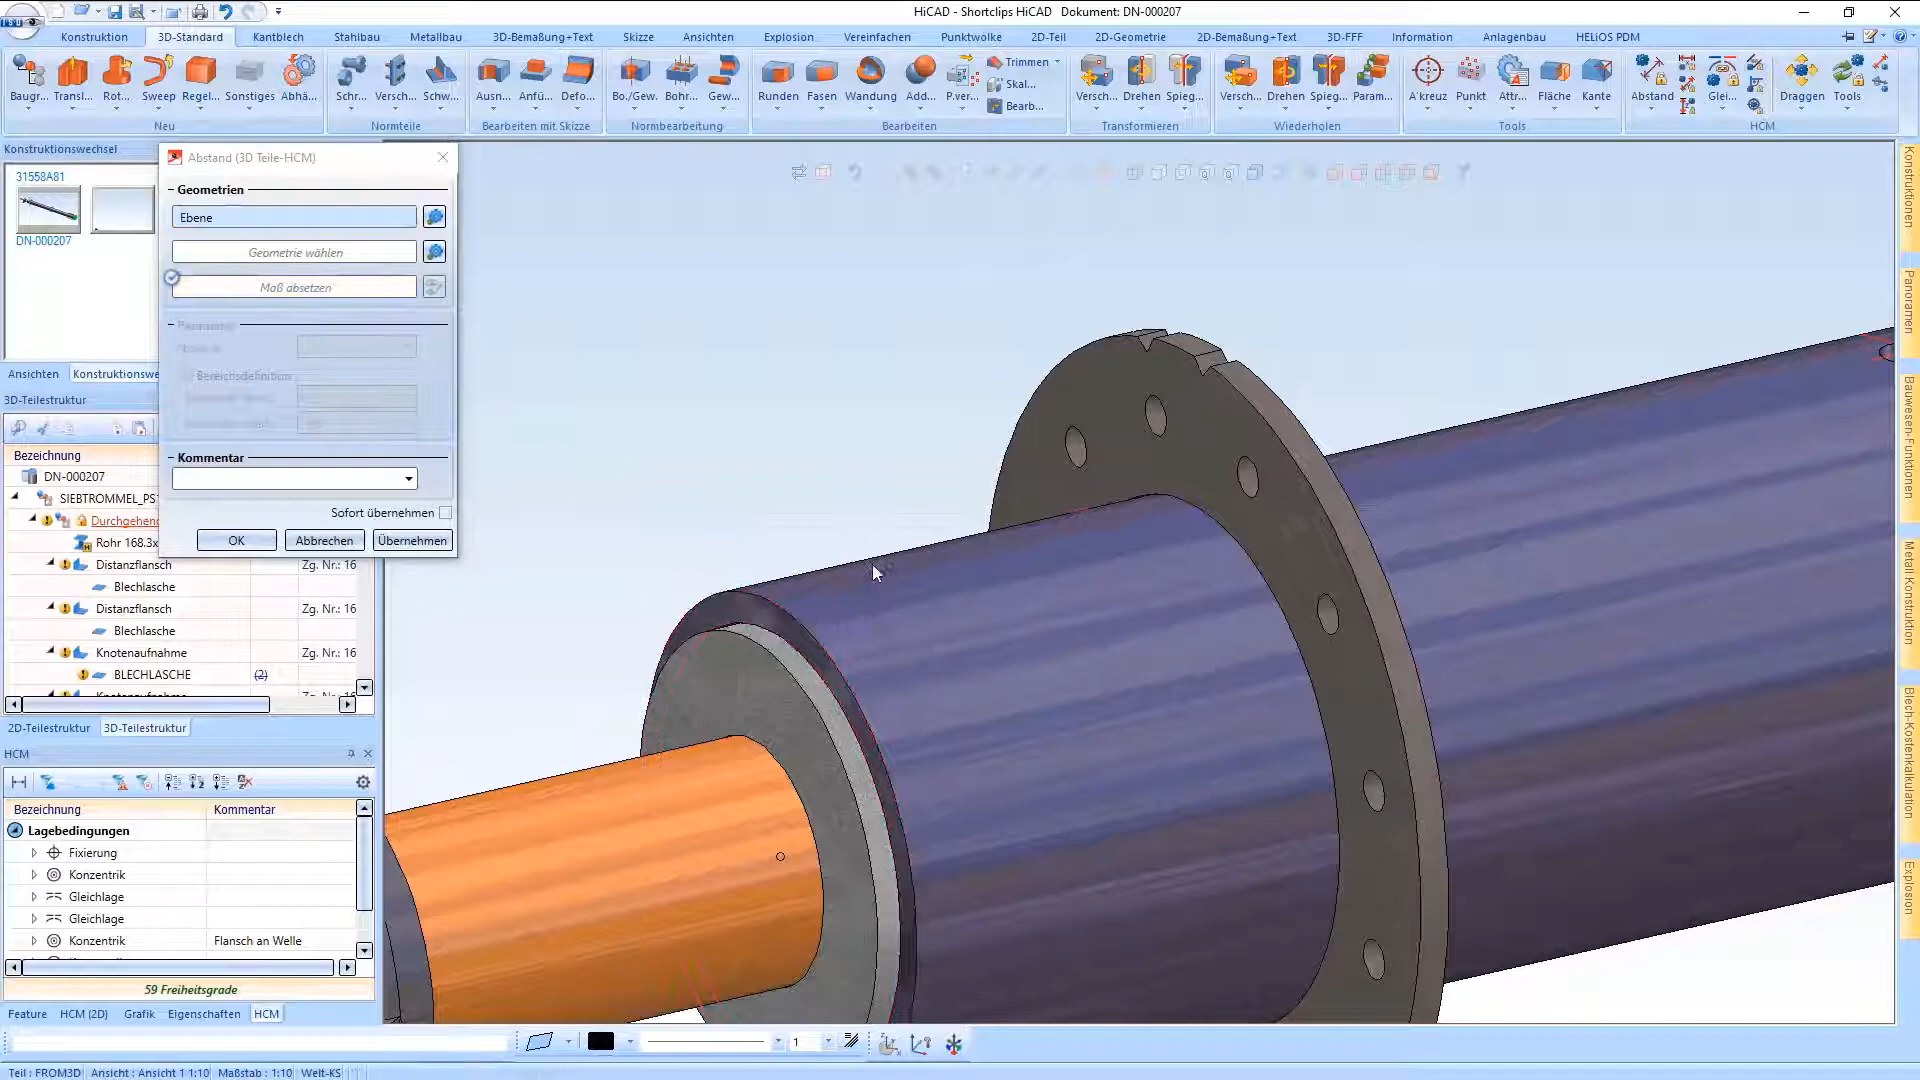 HiCAD - Shortclips HiCAD   Dokument: DN-000207
Konstruktion   3D-Standard   Kantblech   Stahlbau   Metallbau   3D-Bemaßung+Text   Skizze   Ansichten   Explosion   Vereinfachen   Punktwolke   2D-Teil   2D-Geometrie   2D-Bemaßung+Text   3D-FFF   Information   Anlagenbau   HELiOS PDM
Baugr...   Transl...   Rot...   Sweep   Regel...   Sonstiges   Abhä...   Schr...   Versch...   Schw...   Ausn...   Anfü...   Defo...   Bo./Gew.   Bohr...   Gew...   Runden   Fasen   Wandung   Add...   P.ver...   Versch...   Drehen   Spieg...   Versch...   Drehen   Spieg...   Param...   A'kreuz   Punkt   Attr...   Fläche   Kante   Abstand   Glei...   Draggen   Tools
Trimmen
Skal...
Bearb...
Neu   Normteile   Bearbeiten mit Skizze   Normbearbeitung   Bearbeiten   Transformieren   Wiederholen   Tools   HCM
Konstruktionswechsel
31558A81
DN-000207
Ansichten   Konstruktionswe
3D-Teilestruktur
Bezeichnung
DN-000207
SIEBTROMMEL_PS1
Durchgehend
Rohr 168.3x
Distanzflansch   Zg. Nr.: 16
Blechlasche
Distanzflansch   Zg. Nr.: 16
Blechlasche
Knotenaufnahme   Zg. Nr.: 16
BLECHLASCHE   (2)
2D-Teilestruktur   3D-Teilestruktur
Abstand (3D Teile-HCM)
Geometrien
Ebene
Geometrie wählen
Maß absetzen
Parameter
Bereichsdefinition
Kommentar
Sofort übernehmen
OK   Abbrechen   Übernehmen
HCM
Bezeichnung   Kommentar
Lagebedingungen
Fixierung
Konzentrik
Gleichlage
Gleichlage
Konzentrik   Flansch an Welle
59 Freiheitsgrade
Feature   HCM (2D)   Grafik   Eigenschaften   HCM
1
Teil : FROM3D   Ansicht : Ansicht 1 1:10   Maßstab : 1:10   Welt-KS
Konstruktionen
Panoramen
Bauwesen-Funktionen
Metall Konstruktion
Blech-Kostenkalkulation
Explosion